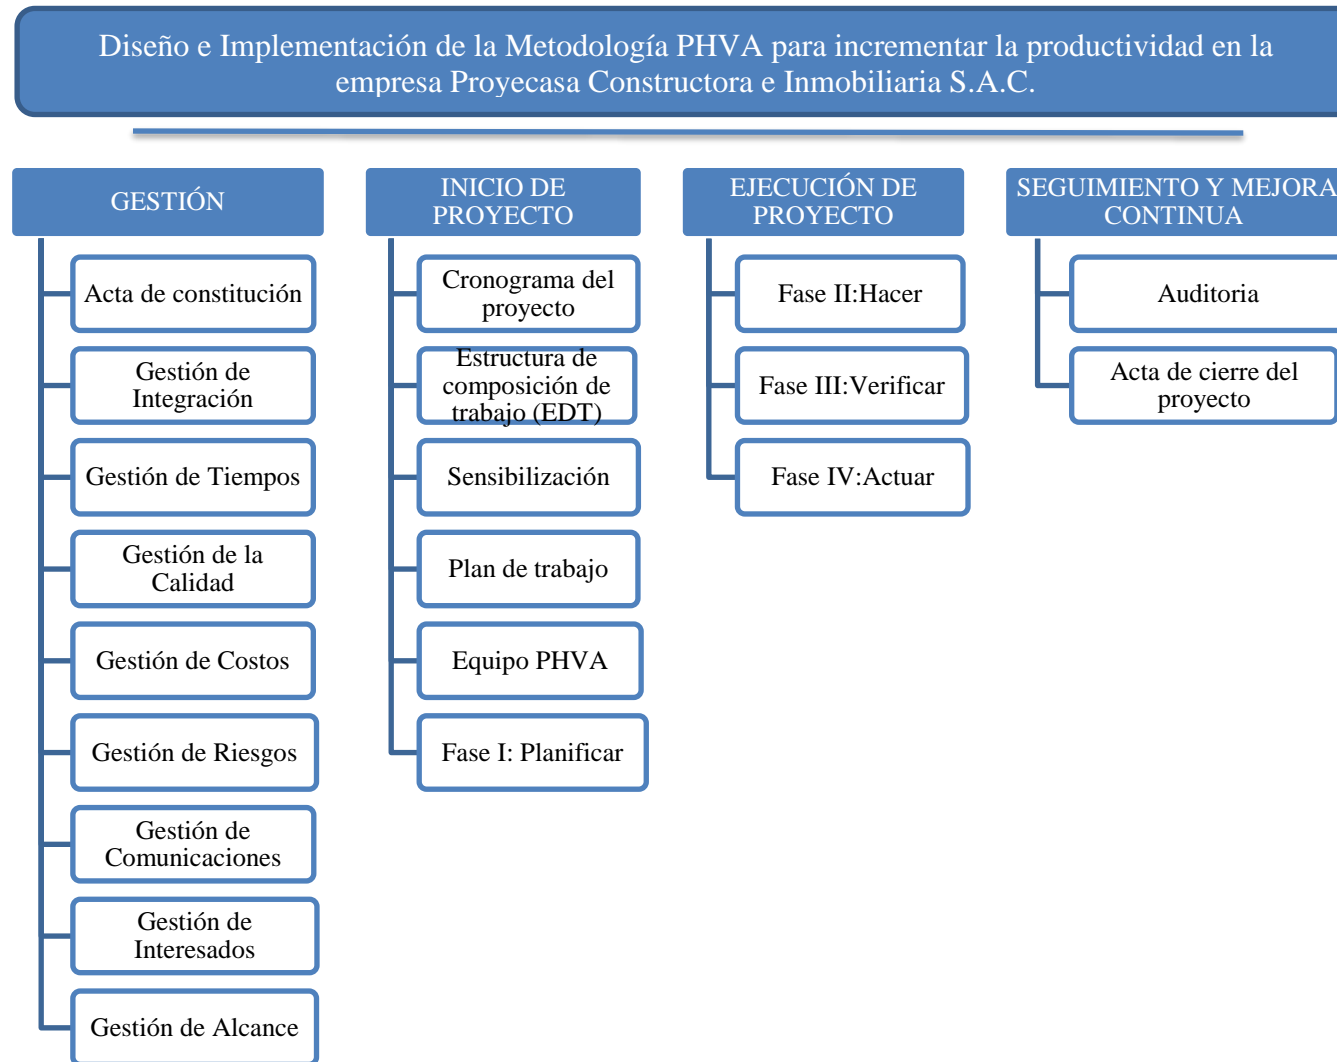 Diseño e Implementación de la Metodología PHVA para incrementar la productividad en la
empresa Proyecasa Constructora e Inmobiliaria S.A.C.
GESTIÓN
Acta de constitución
Gestión de
Integración
Gestión de Tiempos
Gestión de la
Calidad
Gestión de Costos
Gestión de Riesgos
Gestión de
Comunicaciones
Gestión de
Interesados
Gestión de Alcance
INICIO DE
PROYECTO
Cronograma del
proyecto
Estructura de
composición de
trabajo (EDT)
Sensibilización
Plan de trabajo
Equipo PHVA
Fase I: Planificar
EJECUCIÓN DE
PROYECTO
Fase II:Hacer
Fase III:Verificar
Fase IV:Actuar
SEGUIMIENTO Y MEJORA
CONTINUA
Auditoria
Acta de cierre del
proyecto